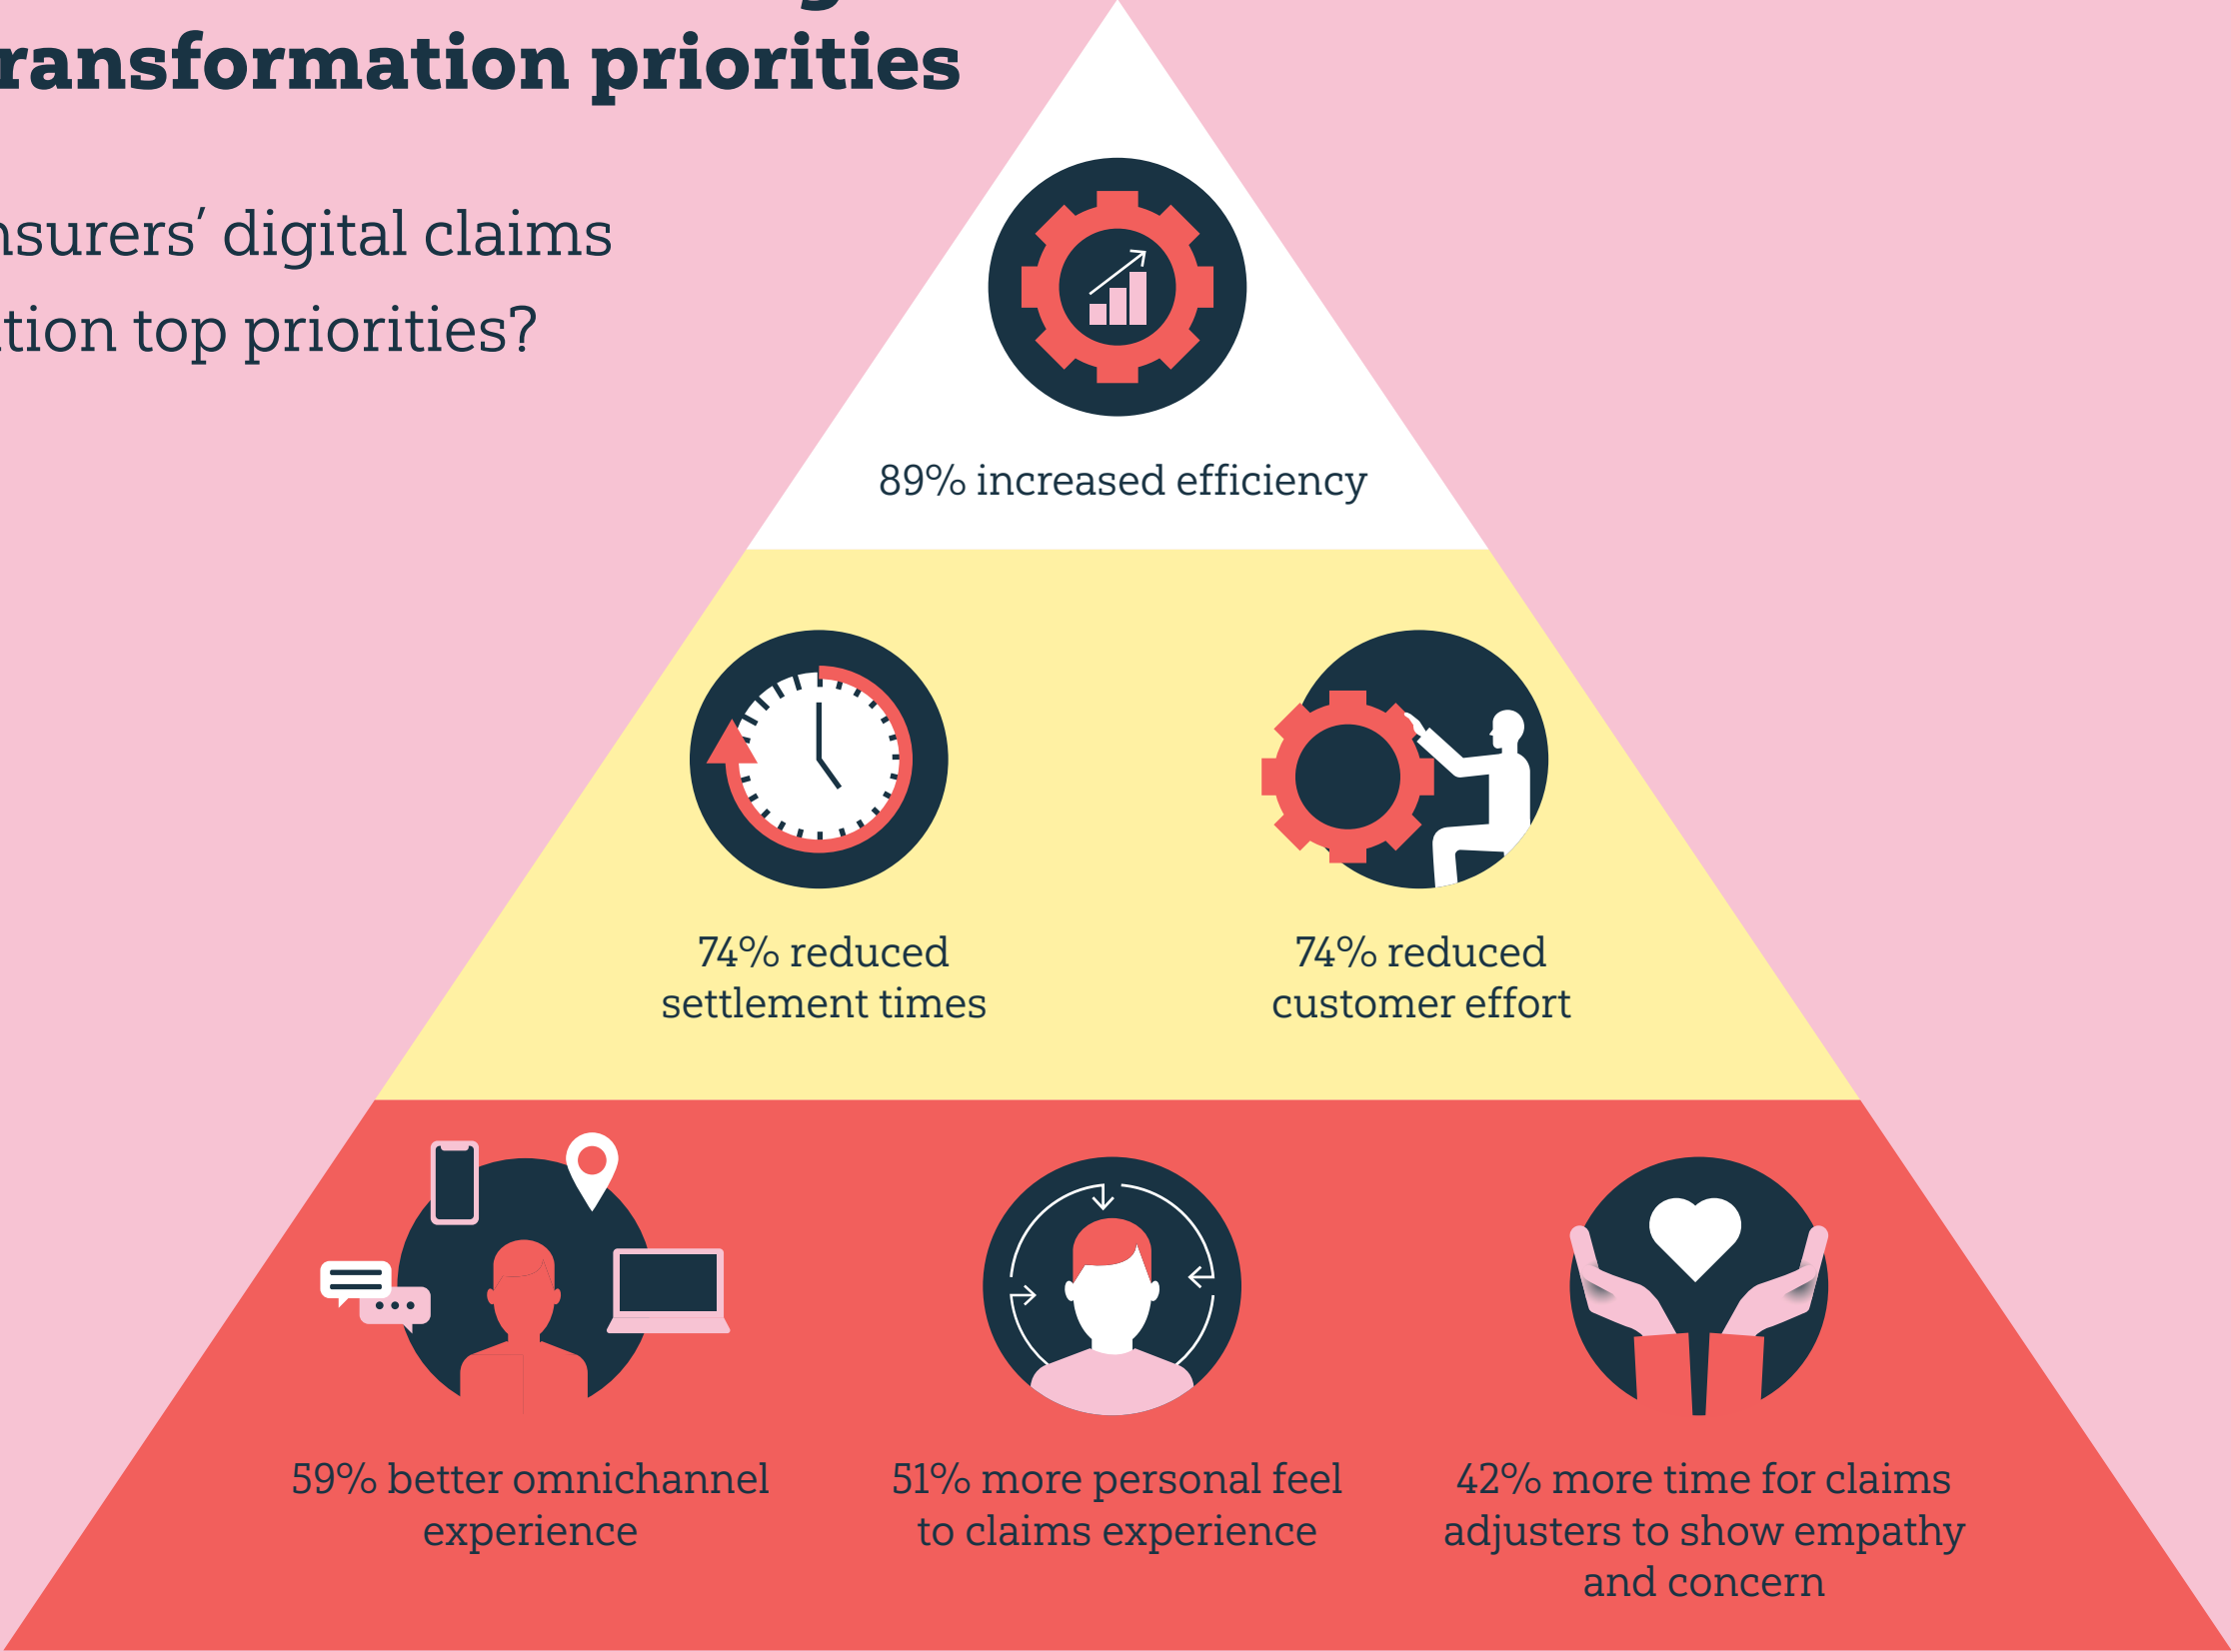 ransformation priorities
nsurers’ digital claims
tion top priorities?
89% increased efficiency
74% reduced
settlement times
74% reduced
customer effort
59% better omnichannel
experience
51% more personal feel
to claims experience
42% more time for claims
adjusters to show empathy
and concern